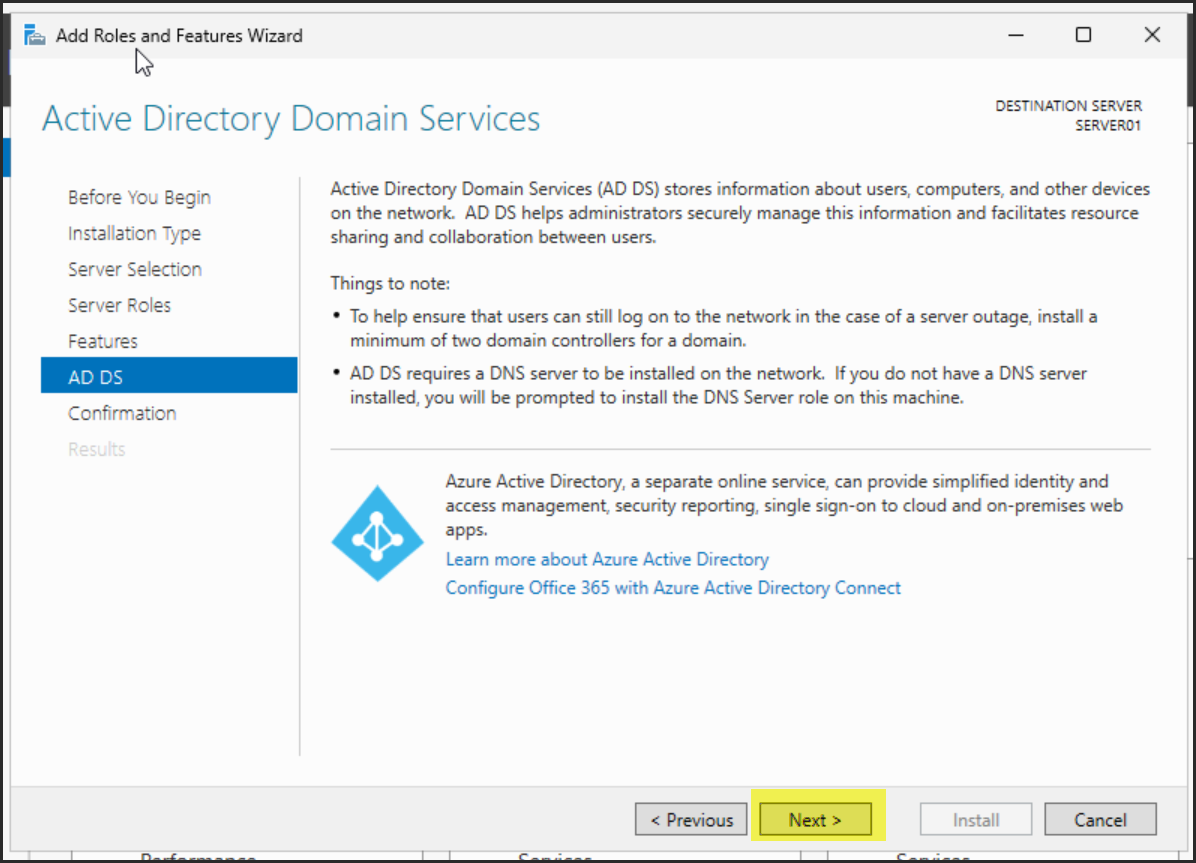 Add Roles and Features Wizard
Active Directory Domain Services
DESTINATION SERVER
SERVER01
Before You Begin
Installation Type
Server Selection
Server Roles
Features
AD DS
Confirmation
Results
Active Directory Domain Services (AD DS) stores information about users, computers, and other devices
on the network.  AD DS helps administrators securely manage this information and facilitates resource
sharing and collaboration between users.
Things to note:
• To help ensure that users can still log on to the network in the case of a server outage, install a
minimum of two domain controllers for a domain.
• AD DS requires a DNS server to be installed on the network.  If you do not have a DNS server
installed, you will be prompted to install the DNS Server role on this machine.
Azure Active Directory, a separate online service, can provide simplified identity and
access management, security reporting, single sign-on to cloud and on-premises web
apps.
Learn more about Azure Active Directory
Configure Office 365 with Azure Active Directory Connect
< Previous
Next >
Install
Cancel
Performance
Services
Services